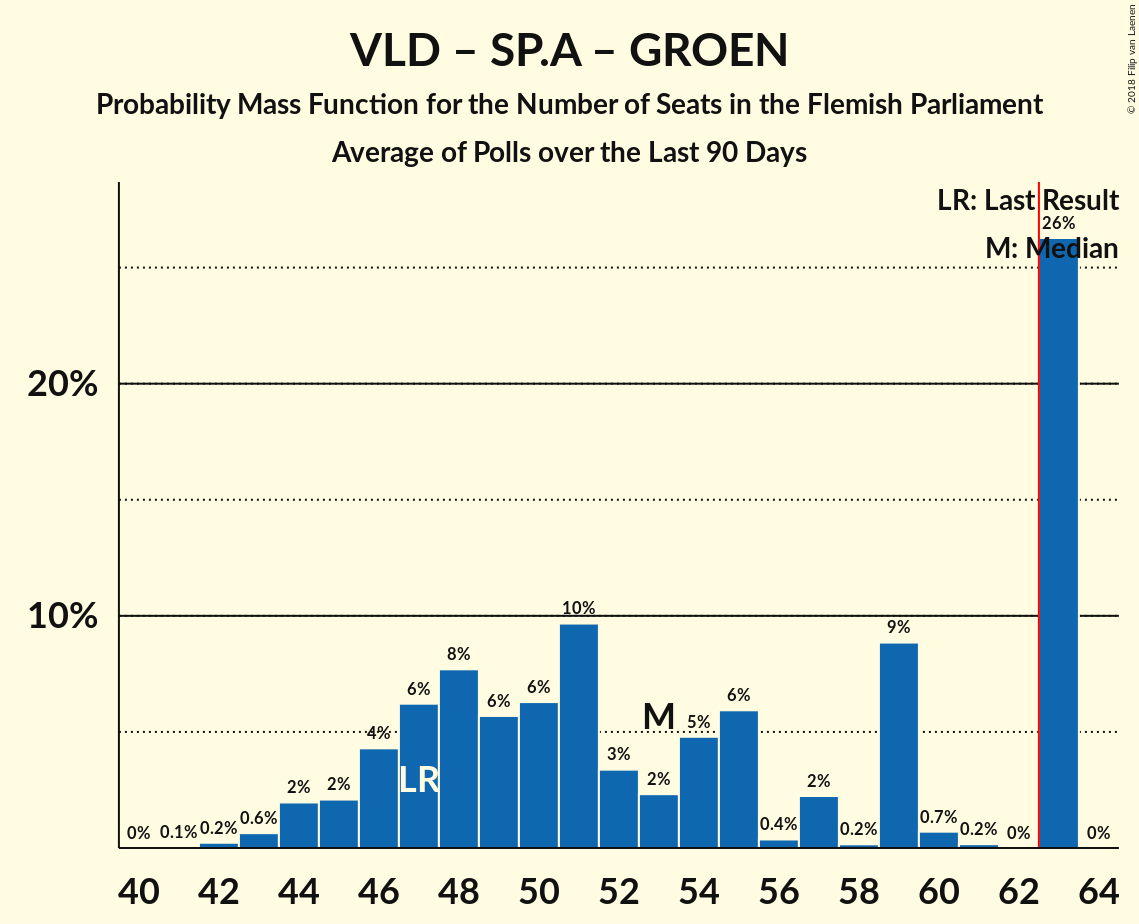 VLD – SP.A – GROEN
Probability Mass Function for the Number of Seats in the Flemish Parliament
Average of Polls over the Last 90 Days
© 2018 Filip van Laenen
LR: Last Result
M: Median
26%
20%
10%
0% 0.1% 0.2% 0.6% 2% 2% 4% 6% 8% 6% 6% 10% 3% 2% 5% 6% 0.4% 2% 0.2% 9% 0.7% 0.2% 0% 0%
M
LR
40 42 44 46 48 50 52 54 56 58 60 62 64